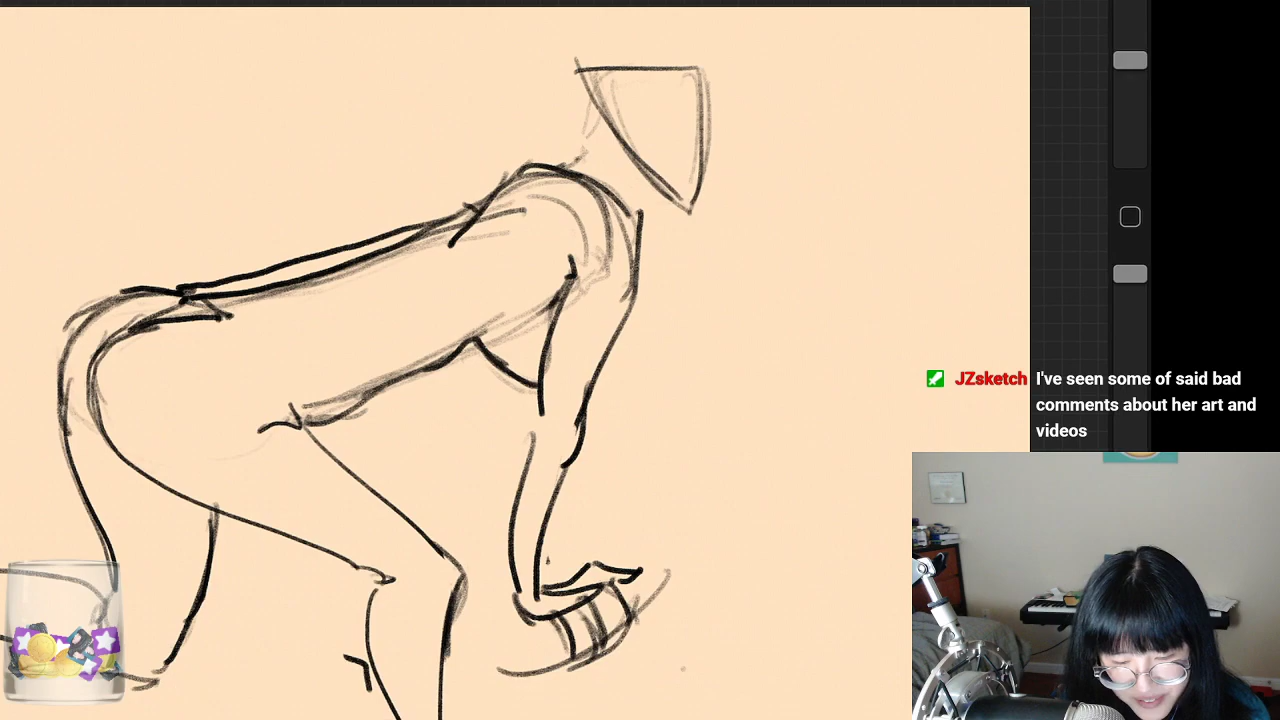 JZsketch I've seen some of said bad
comments about her art and
videos